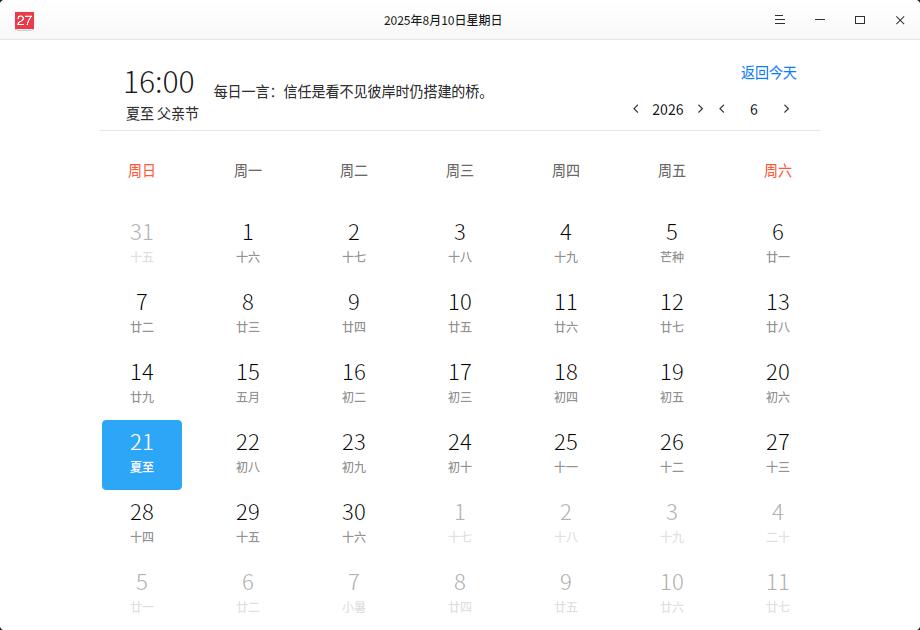 27
2025年8月10日星期日
返回今天
16:00
每日一言：信任是看不见彼岸时仍搭建的桥。
夏至 父亲节
2026 6
周日 周一 周二 周三 周四 周五 周六
31 1 2 3 4 5 6
十五 十六 十七 十八 十九 芒种 廿一
7 8 9 10 11 12 13
廿二 廿三 廿四 廿五 廿六 廿七 廿八
14 15 16 17 18 19 20
廿九 五月 初二 初三 初四 初五 初六
21 22 23 24 25 26 27
夏至 初八 初九 初十 十一 十二 十三
28 29 30 1 2 3 4
十四 十五 十六 十七 十八 十九 二十
5 6 7 8 9 10 11
廿一 廿二 小暑 廿四 廿五 廿六 廿七